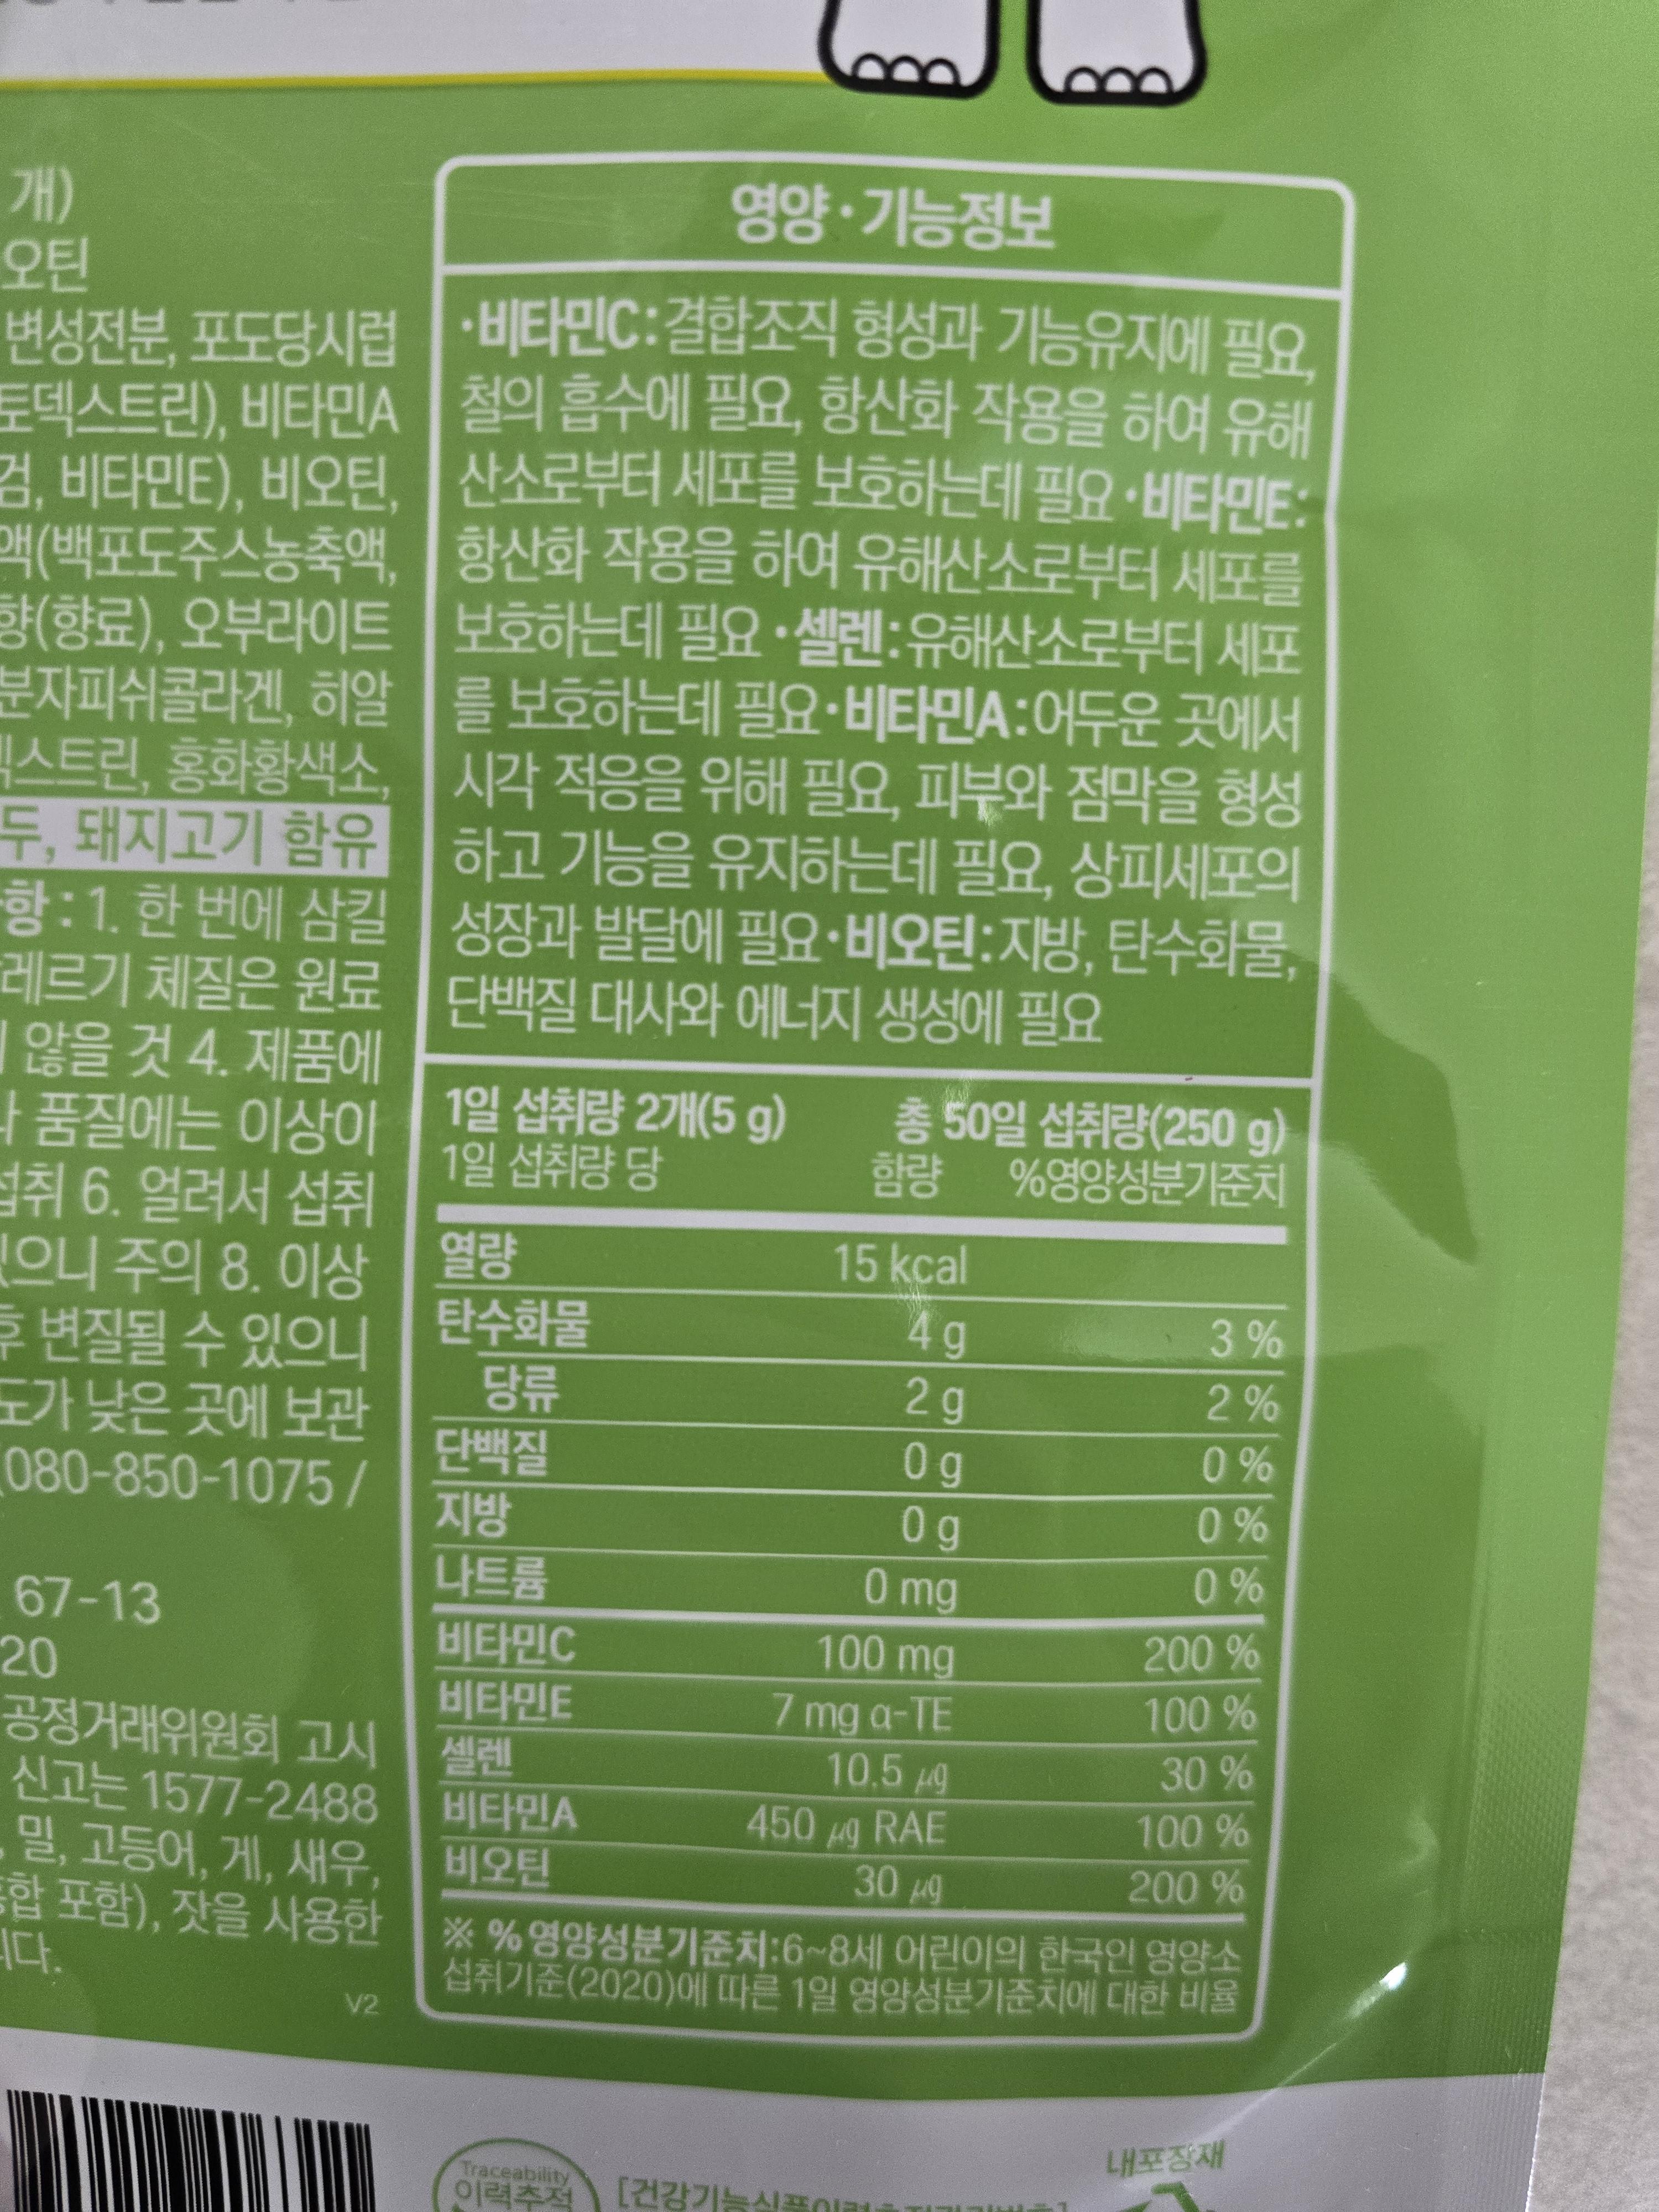 개)
오틴
변성전분, 포도당시럽
토덱스트린), 비타민A
검, 비타민E), 비오틴,
액(백포도주스농축액,
향(향료), 오부라이트
분자피쉬콜라겐, 히알
스트린, 홍화황색소,
두, 돼지고기 함유
항 : 1. 한 번에 삼킬
레르기 체질은 원료
않을 것 4. 제품에
품질에는 이상이
섭취 6. 얼려서 섭취
있으니 주의 8. 이상
후 변질될 수 있으니
도가 낮은 곳에 보관
(080-850-1075 /
67-13
20
공정거래위원회 고시
신고는 1577-2488
, 밀, 고등어, 게, 새우,
합 포함), 잣을 사용한
니다.
V2
영양·기능정보
·비타민C:결합조직 형성과 기능유지에 필요,
철의 흡수에 필요, 항산화 작용을 하여 유해
산소로부터 세포를 보호하는데 필요 ·비타민E:
항산화 작용을 하여 유해산소로부터 세포를
보호하는데 필요 ·셀렌:유해산소로부터 세포
를 보호하는데 필요·비타민A:어두운 곳에서
시각 적응을 위해 필요, 피부와 점막을 형성
하고 기능을 유지하는데 필요, 상피세포의
성장과 발달에 필요·비오틴:지방, 탄수화물,
단백질 대사와 에너지 생성에 필요
1일 섭취량 2개(5 g) 총 50일 섭취량(250 g)
1일 섭취량 당 함량 %영양성분기준치
열량 15 kcal
탄수화물 4 g 3 %
당류 2 g 2 %
단백질 0 g 0 %
지방 0 g 0 %
나트륨 0 mg 0 %
비타민C 100 mg 200 %
비타민E 7 mg α-TE 100 %
셀렌 10.5 μg 30 %
비타민A 450 μg RAE 100 %
비오틴 30 μg 200 %
※ %영양성분기준치:6~8세 어린이의 한국인 영양소
섭취기준(2020)에 따른 1일 영양성분기준치에 대한 비율
내포장재
Traceability
이력추적